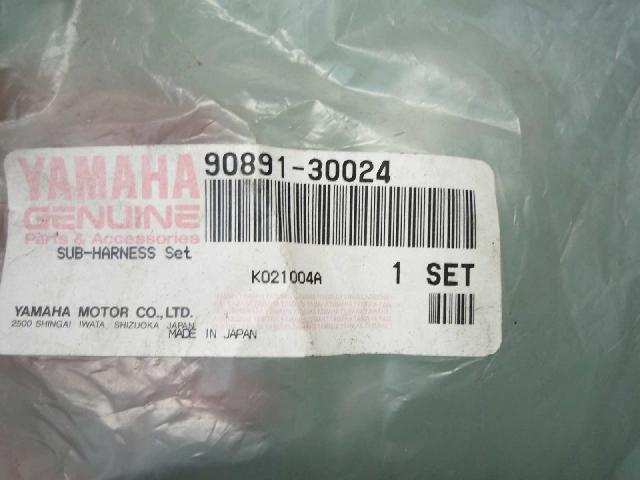 YAMAHA
GENUINE
Parts & Accessories
90891-30024
SUB-HARNESS Set
K021004A
1 SET
YAMAHA MOTOR CO.,LTD.
2500 SHINGAI IWATA SHIZUOKA JAPAN
MADE IN JAPAN